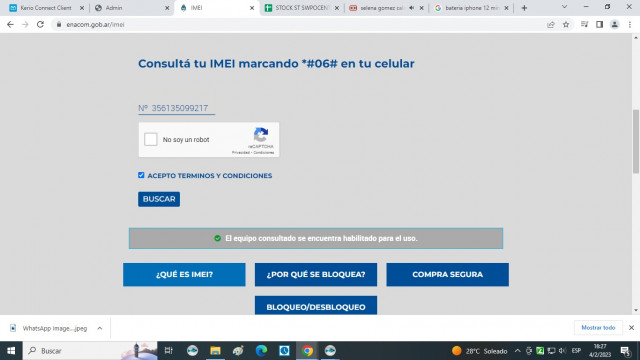 Kerio Connect Client
Admin
IMEI
STOCK ST SWPOCENT
selena gomez cal
bateria iphone 12 mi
enacom.gob.ar/imei
Consultá tu IMEI marcando *#06# en tu celular
Nº 356135099217
No soy un robot
reCAPTCHA
Privacidad - Condiciones
ACEPTO TERMINOS Y CONDICIONES
BUSCAR
El equipo consultado se encuentra habilitado para el uso.
¿QUÉ ES IMEI?
¿POR QUÉ SE BLOQUEA?
COMPRA SEGURA
BLOQUEO/DESBLOQUEO
WhatsApp Image....jpeg
Mostrar todo
Buscar
28°C Soleado
ESP
16:27
4/2/2023